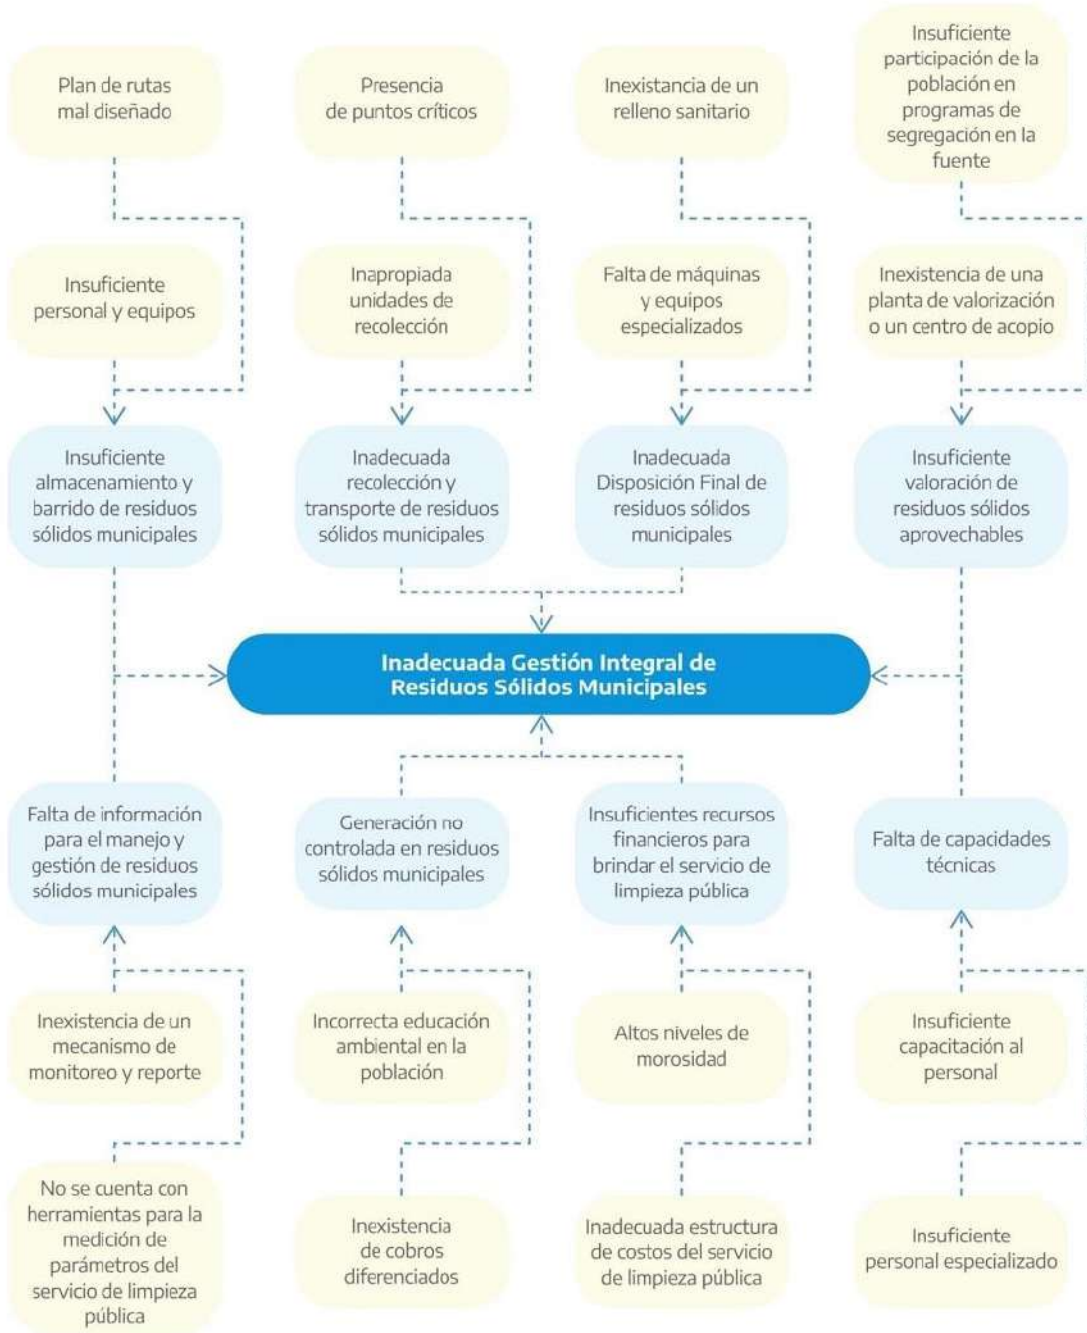 Plan de rutas
mal diseñado
Presencia
de puntos críticos
Inexistancia de un
relleno sanitario
Insuficiente
participación de la
población en
programas de
segregación en la
fuente
Insuficiente
personal y equipos
Inapropiada
unidades de
recolección
Falta de máquinas
y equipos
especializados
Inexistencia de una
planta de valorización
o un centro de acopio
Insuficiente
almacenamiento y
barrido de residuos
sólidos municipales
Inadecuada
recolección y
transporte de residuos
sólidos municipales
Inadecuada
Disposición Final de
residuos sólidos
municipales
Insuficiente
valoración de
residuos sólidos
aprovechables
Inadecuada Gestión Integral de
Residuos Sólidos Municipales
Falta de información
para el manejo y
gestión de residuos
sólidos municipales
Generación no
controlada en residuos
sólidos municipales
Insuficientes recursos
financieros para
brindar el servicio de
limpieza pública
Falta de capacidades
técnicas
Inexistencia de un
mecanismo de
monitoreo y reporte
Incorrecta educación
ambiental en la
población
Altos niveles de
morosidad
Insuficiente
capacitación al
personal
No se cuenta con
herramientas para la
medición de
parámetros del
servicio de limpieza
pública
Inexistencia
de cobros
diferenciados
Inadecuada estructura
de costos del servicio
de limpieza pública
Insuficiente
personal especializado